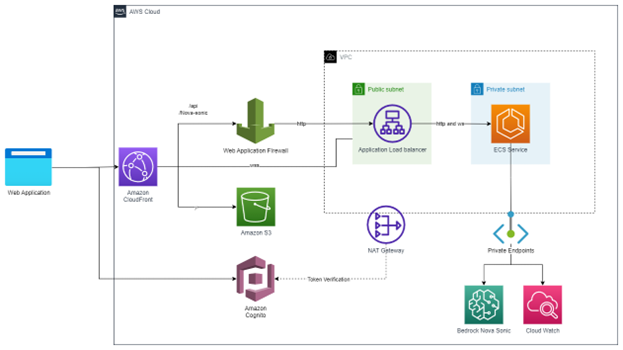 AWS Cloud
VPC
Public subnet
Private subnet
/api
/Nova-sonic
http
http and ws
Web Application Firewall
Application Load balancer
ECS Service
wss
Web Application
Amazon
CloudFront
/
Amazon S3
NAT Gateway
Private Endpoints
Token Verification
Amazon
Cognito
Bedrock Nova Sonic
Cloud Watch